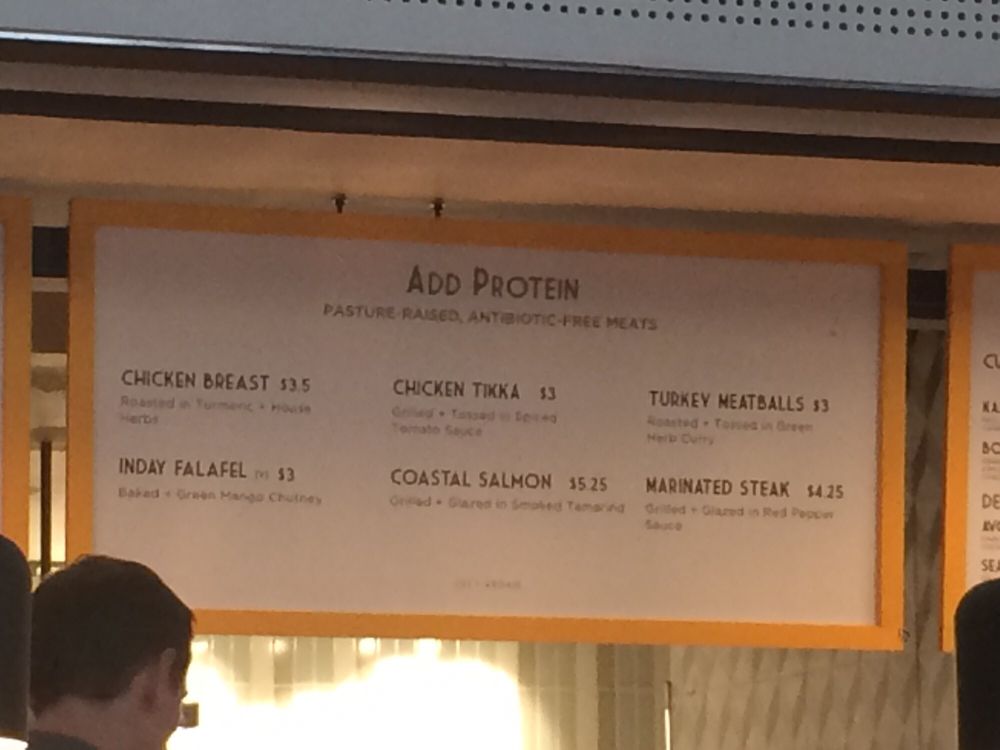 ADD PROTEIN
PASTURE-RAISED, ANTIBIOTIC-FREE MEATS
CHICKEN BREAST $3.5
Roasted in Turmeric + House
Herbs
CHICKEN TIKKA $3
Grilled + Tossed in Spiced
Tomato Sauce
TURKEY MEATBALLS $3
Roasted + Tossed in Green
Herb Curry
INDAY FALAFEL $3
Baked + Green Mango Chutney
COASTAL SALMON $5.25
Grilled + Glazed in Smoked Tamarind
MARINATED STEAK $4.25
Grilled + Glazed in Red Pepper
Sauce